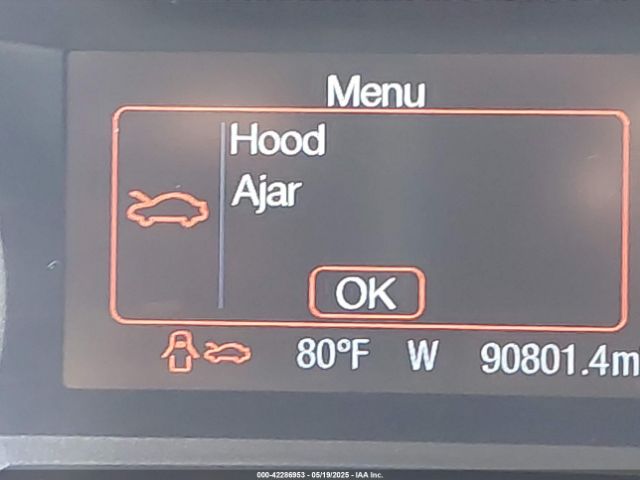 Menu
Hood
Ajar
OK
80°F W 90801.4m
000-42286953 - 05/19/2025 - IAA Inc.